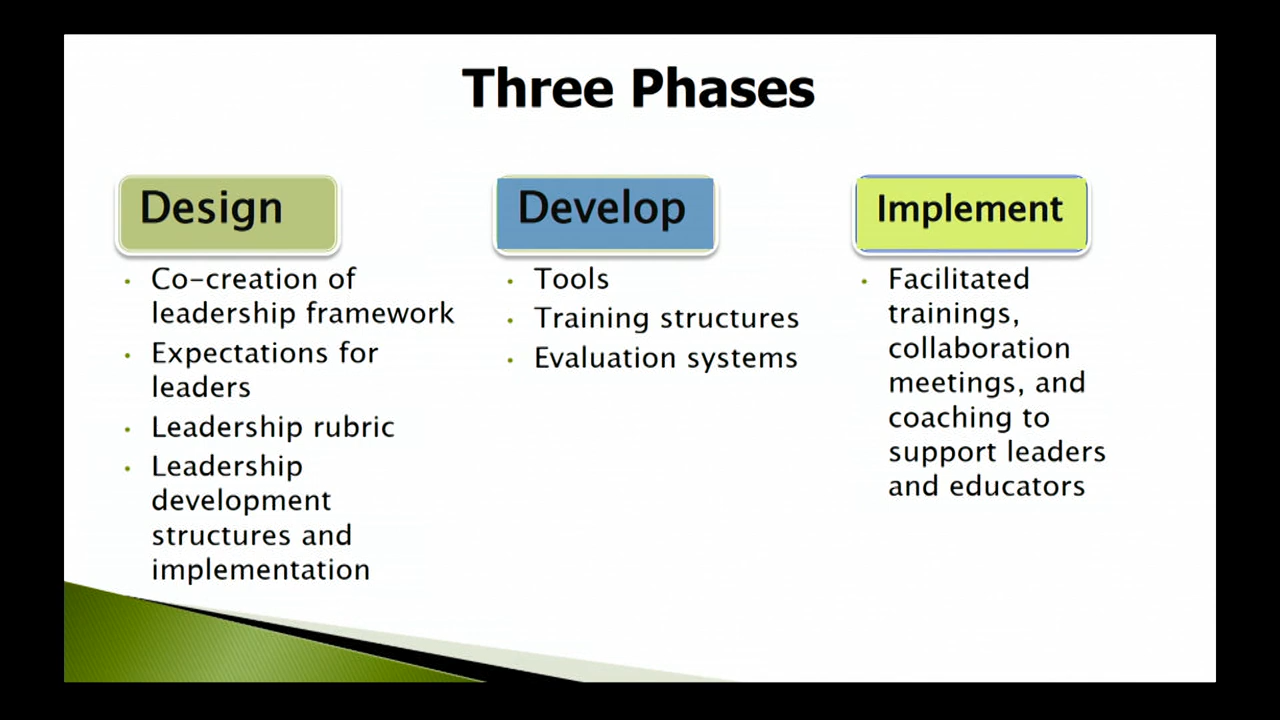 Three Phases
Design
• Co-creation of
leadership framework
• Expectations for
leaders
• Leadership rubric
• Leadership
development
structures and
implementation
Develop
• Tools
• Training structures
• Evaluation systems
Implement
• Facilitated
trainings,
collaboration
meetings, and
coaching to
support leaders
and educators